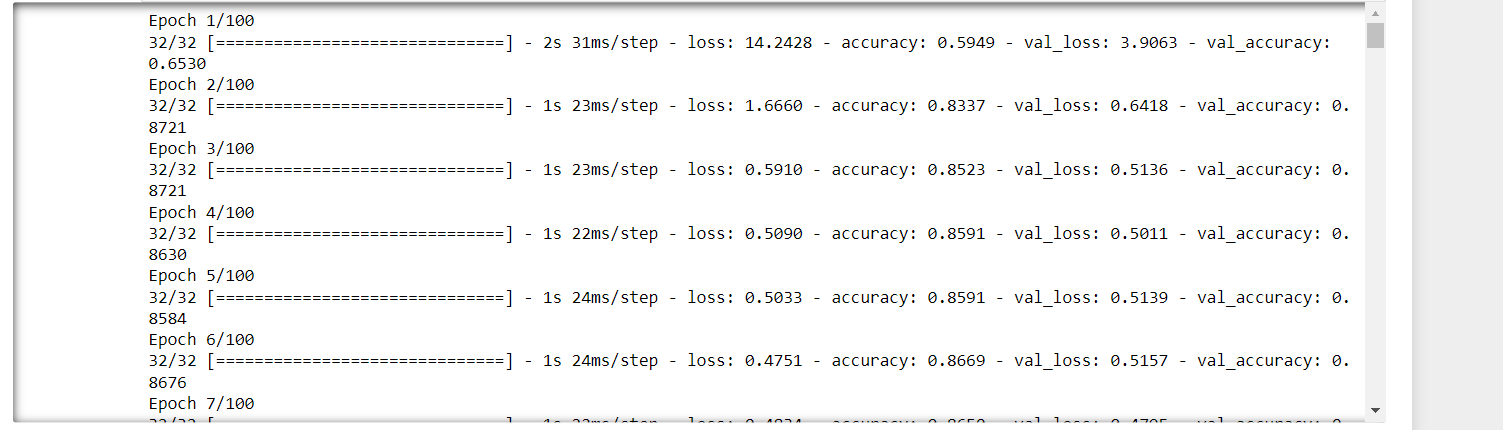 Epoch 1/100
32/32 [==============================] - 2s 31ms/step - loss: 14.2428 - accuracy: 0.5949 - val_loss: 3.9063 - val_accuracy:
0.6530
Epoch 2/100
32/32 [==============================] - 1s 23ms/step - loss: 1.6660 - accuracy: 0.8337 - val_loss: 0.6418 - val_accuracy: 0.
8721
Epoch 3/100
32/32 [==============================] - 1s 23ms/step - loss: 0.5910 - accuracy: 0.8523 - val_loss: 0.5136 - val_accuracy: 0.
8721
Epoch 4/100
32/32 [==============================] - 1s 22ms/step - loss: 0.5090 - accuracy: 0.8591 - val_loss: 0.5011 - val_accuracy: 0.
8630
Epoch 5/100
32/32 [==============================] - 1s 24ms/step - loss: 0.5033 - accuracy: 0.8591 - val_loss: 0.5139 - val_accuracy: 0.
8584
Epoch 6/100
32/32 [==============================] - 1s 24ms/step - loss: 0.4751 - accuracy: 0.8669 - val_loss: 0.5157 - val_accuracy: 0.
8676
Epoch 7/100